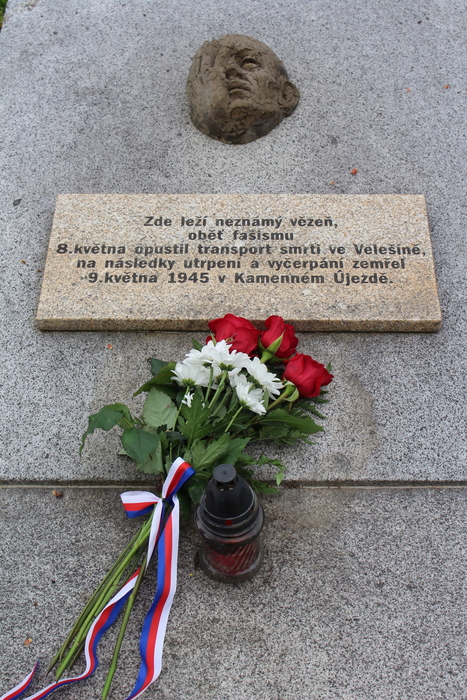 Zde leží neznámý vězeň,
oběť fašismu
8.května opustil transport smrti ve Velešíně,
na následky utrpení a vyčerpání zemřel
9.května 1945 v Kamenném Újezdě.